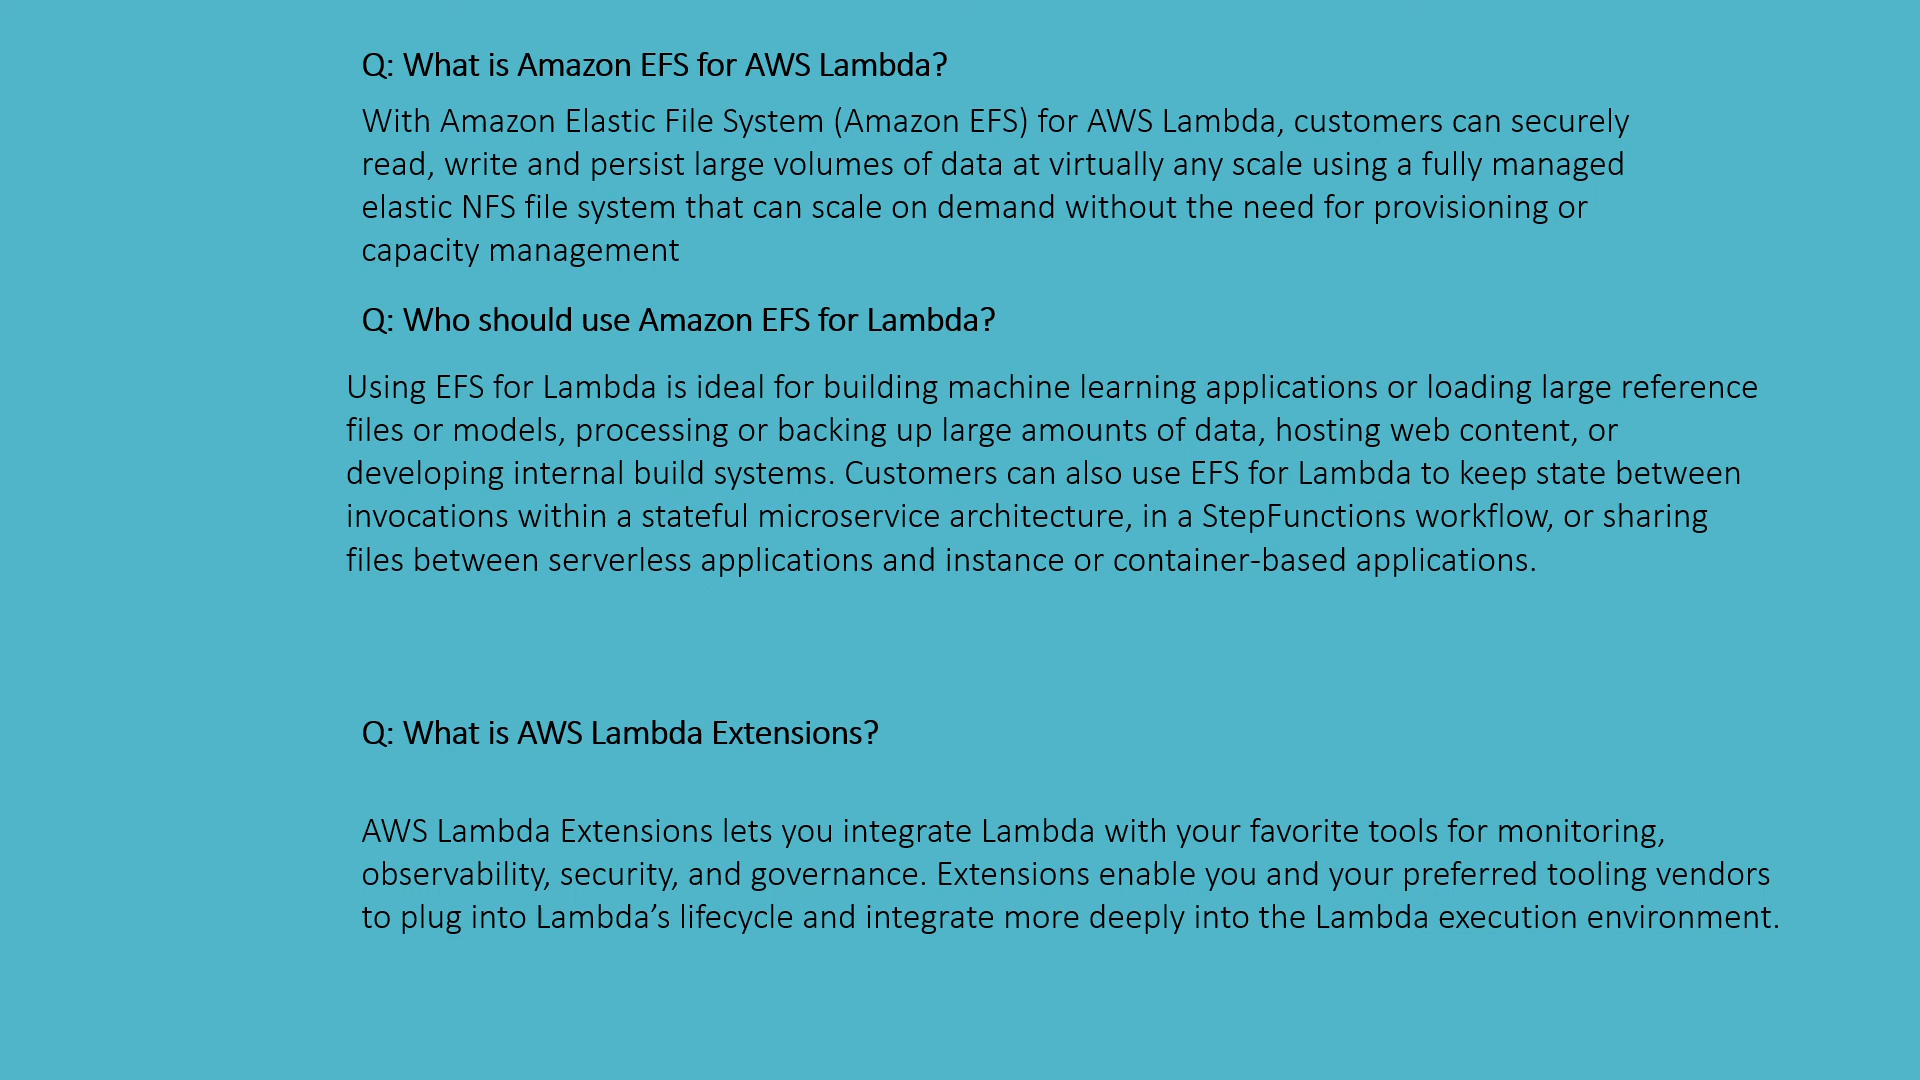 Q: What is Amazon EFS for AWS Lambda?
With Amazon Elastic File System (Amazon EFS) for AWS Lambda, customers can securely
read, write and persist large volumes of data at virtually any scale using a fully managed
elastic NFS file system that can scale on demand without the need for provisioning or
capacity management
Q: Who should use Amazon EFS for Lambda?
Using EFS for Lambda is ideal for building machine learning applications or loading large reference
files or models, processing or backing up large amounts of data, hosting web content, or
developing internal build systems. Customers can also use EFS for Lambda to keep state between
invocations within a stateful microservice architecture, in a StepFunctions workflow, or sharing
files between serverless applications and instance or container-based applications.
Q: What is AWS Lambda Extensions?
AWS Lambda Extensions lets you integrate Lambda with your favorite tools for monitoring,
observability, security, and governance. Extensions enable you and your preferred tooling vendors
to plug into Lambda’s lifecycle and integrate more deeply into the Lambda execution environment.